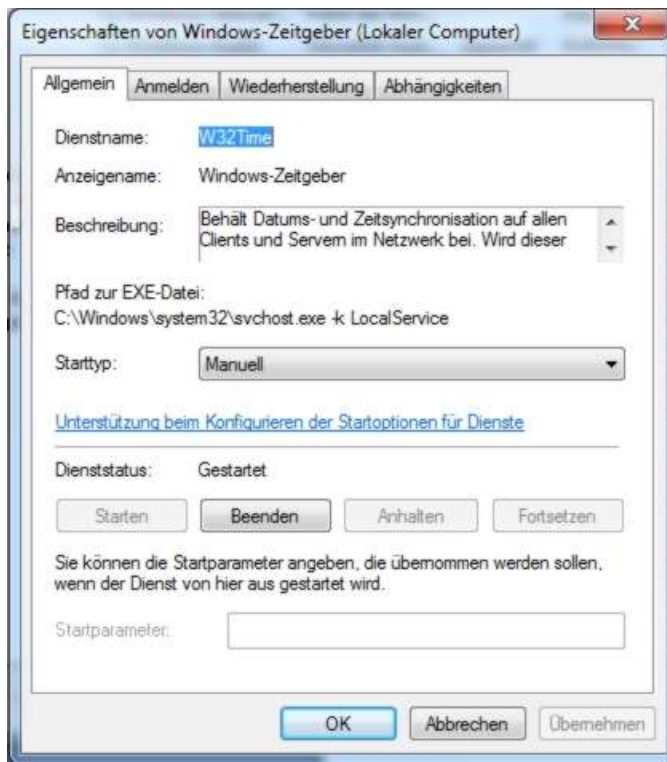 Eigenschaften von Windows-Zeitgeber (Lokaler Computer)
Allgemein Anmelden Wiederherstellung Abhängigkeiten
Dienstname: W32Time
Anzeigename: Windows-Zeitgeber
Beschreibung: Behält Datums- und Zeitsynchronisation auf allen
Clients und Servern im Netzwerk bei. Wird dieser
Pfad zur EXE-Datei:
C:\Windows\system32\svchost.exe -k LocalService
Starttyp: Manuell
Unterstützung beim Konfigurieren der Startoptionen für Dienste
Dienststatus: Gestartet
Starten Beenden Anhalten Fortsetzen
Sie können die Startparameter angeben, die übernommen werden sollen,
wenn der Dienst von hier aus gestartet wird.
Startparameter:
OK Abbrechen Übernehmen